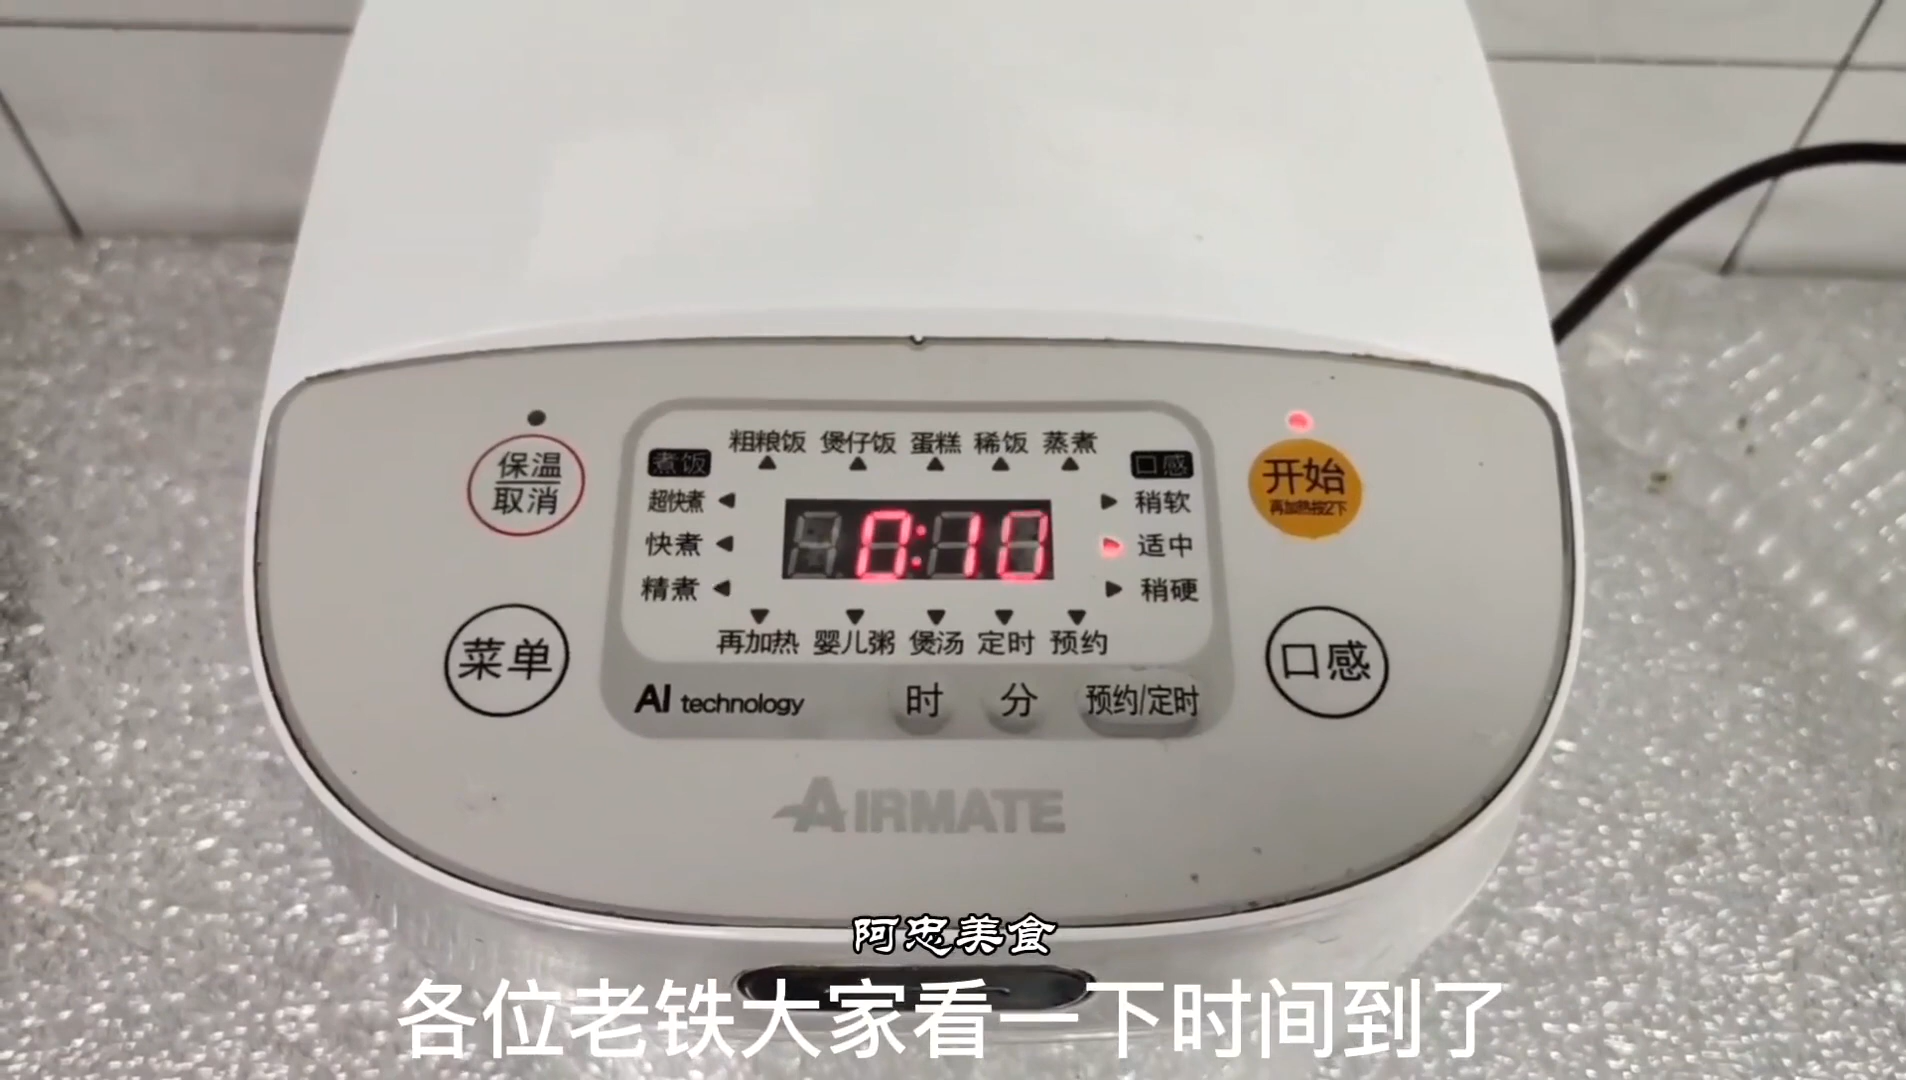 保温
取消
菜单
煮饭
超快煮
快煮
精煮
粗粮饭 煲仔饭 蛋糕 稀饭 蒸煮
0:10
再加热 婴儿粥 煲汤 定时 预约
口感
稍软
适中
稍硬
开始
再加热按2下
口感
AI technology
时 分 预约/定时
AIRMATE
阿忠美食
各位老铁大家看一下时间到了